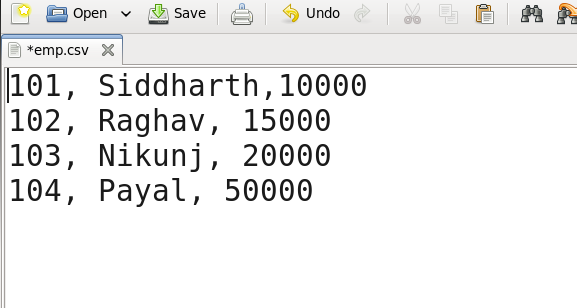 Open Save Undo
*emp.csv
101, Siddharth,10000
102, Raghav, 15000
103, Nikunj, 20000
104, Payal, 50000